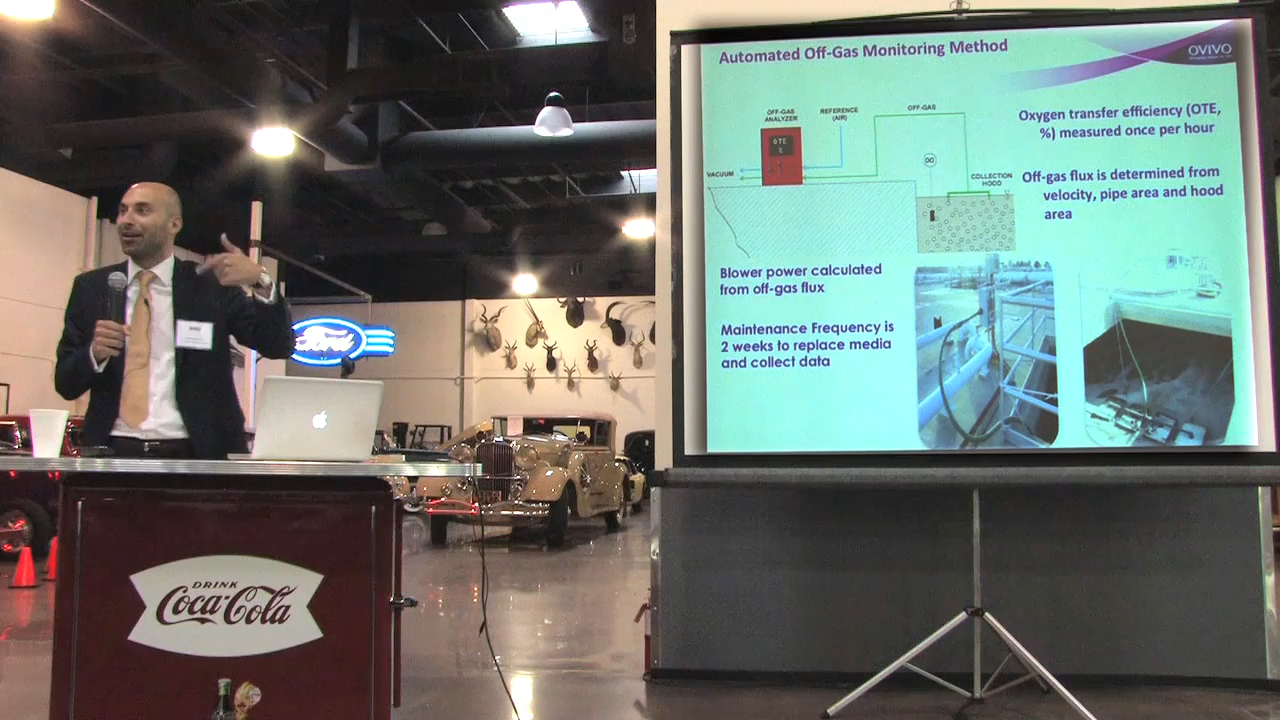 Automated Off-Gas Monitoring Method
OVIVO
OFF-GAS
ANALYZER
REFERENCE
(AIR)
OFF-GAS
OTE
%
VACUUM
DO
COLLECTION
HOOD
Oxygen transfer efficiency (OTE,
%) measured once per hour
Off-gas flux is determined from
velocity, pipe area and hood
area
Blower power calculated
from off-gas flux
Maintenance Frequency is
2 weeks to replace media
and collect data
Ford
DRINK
Coca-Cola